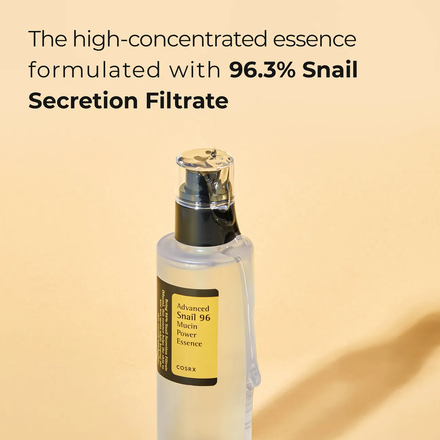 The high-concentrated essence
formulated with 96.3% Snail
Secretion Filtrate
Advanced
Snail 96
Mucin
Power
Essence
COSRX